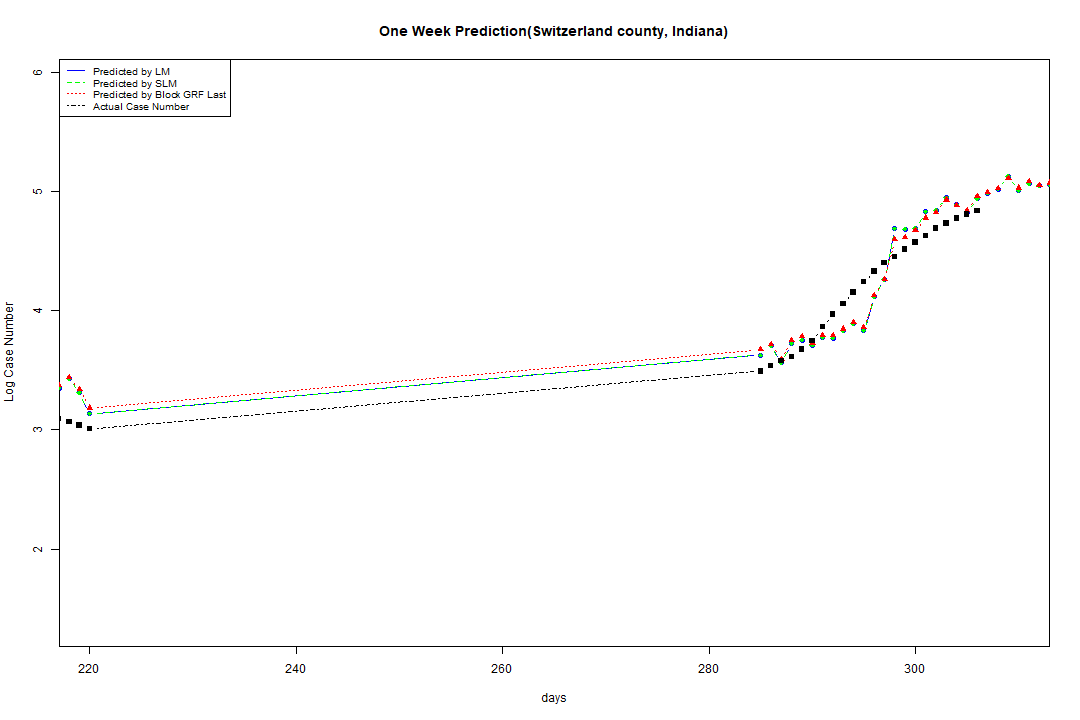 One Week Prediction(Switzerland county, Indiana)
Predicted by LM
Predicted by SLM
Predicted by Block GRF Last
Actual Case Number
6
5
4
3
2
Log Case Number
220 240 260 280 300
days